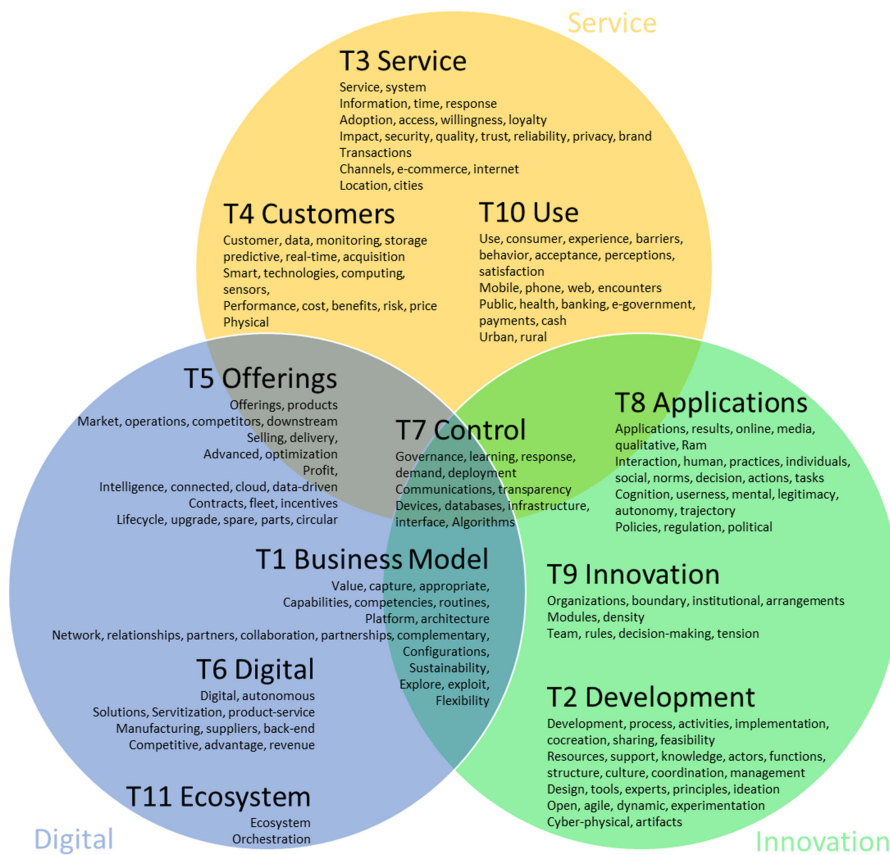 Service
T3 Service
Service, system
Information, time, response
Adoption, access, willingness, loyalty
Impact, security, quality, trust, reliability, privacy, brand
Transactions
Channels, e-commerce, internet
Location, cities
T4 Customers
Customer, data, monitoring, storage
predictive, real-time, acquisition
Smart, technologies, computing,
sensors,
Performance, cost, benefits, risk, price
Physical
T10 Use
Use, consumer, experience, barriers,
behavior, acceptance, perceptions,
satisfaction
Mobile, phone, web, encounters
Public, health, banking, e-government,
payments, cash
Urban, rural
T5 Offerings
Offerings, products
Market, operations, competitors, downstream
Selling, delivery,
Advanced, optimization
Profit,
Intelligence, connected, cloud, data-driven
Contracts, fleet, incentives
Lifecycle, upgrade, spare, parts, circular
T7 Control
Governance, learning, response,
demand, deployment
Communications, transparency
Devices, databases, infrastructure,
interface, Algorithms
T8 Applications
Applications, results, online, media,
qualitative, Ram
Interaction, human, practices, individuals,
social, norms, decision, actions, tasks
Cognition, userness, mental, legitimacy,
autonomy, trajectory
Policies, regulation, political
T1 Business Model
Value, capture, appropriate,
Capabilities, competencies, routines,
Platform, architecture
Network, relationships, partners, collaboration, partnerships, complementary,
Configurations,
Sustainability,
Explore, exploit,
Flexibility
T9 Innovation
Organizations, boundary, institutional, arrangements
Modules, density
Team, rules, decision-making, tension
T6 Digital
Digital, autonomous
Solutions, Servitization, product-service
Manufacturing, suppliers, back-end
Competitive, advantage, revenue
T2 Development
Development, process, activities, implementation,
cocreation, sharing, feasibility
Resources, support, knowledge, actors, functions,
structure, culture, coordination, management
Design, tools, experts, principles, ideation
Open, agile, dynamic, experimentation
Cyber-physical, artifacts
T11 Ecosystem
Ecosystem
Orchestration
Digital
Innovation